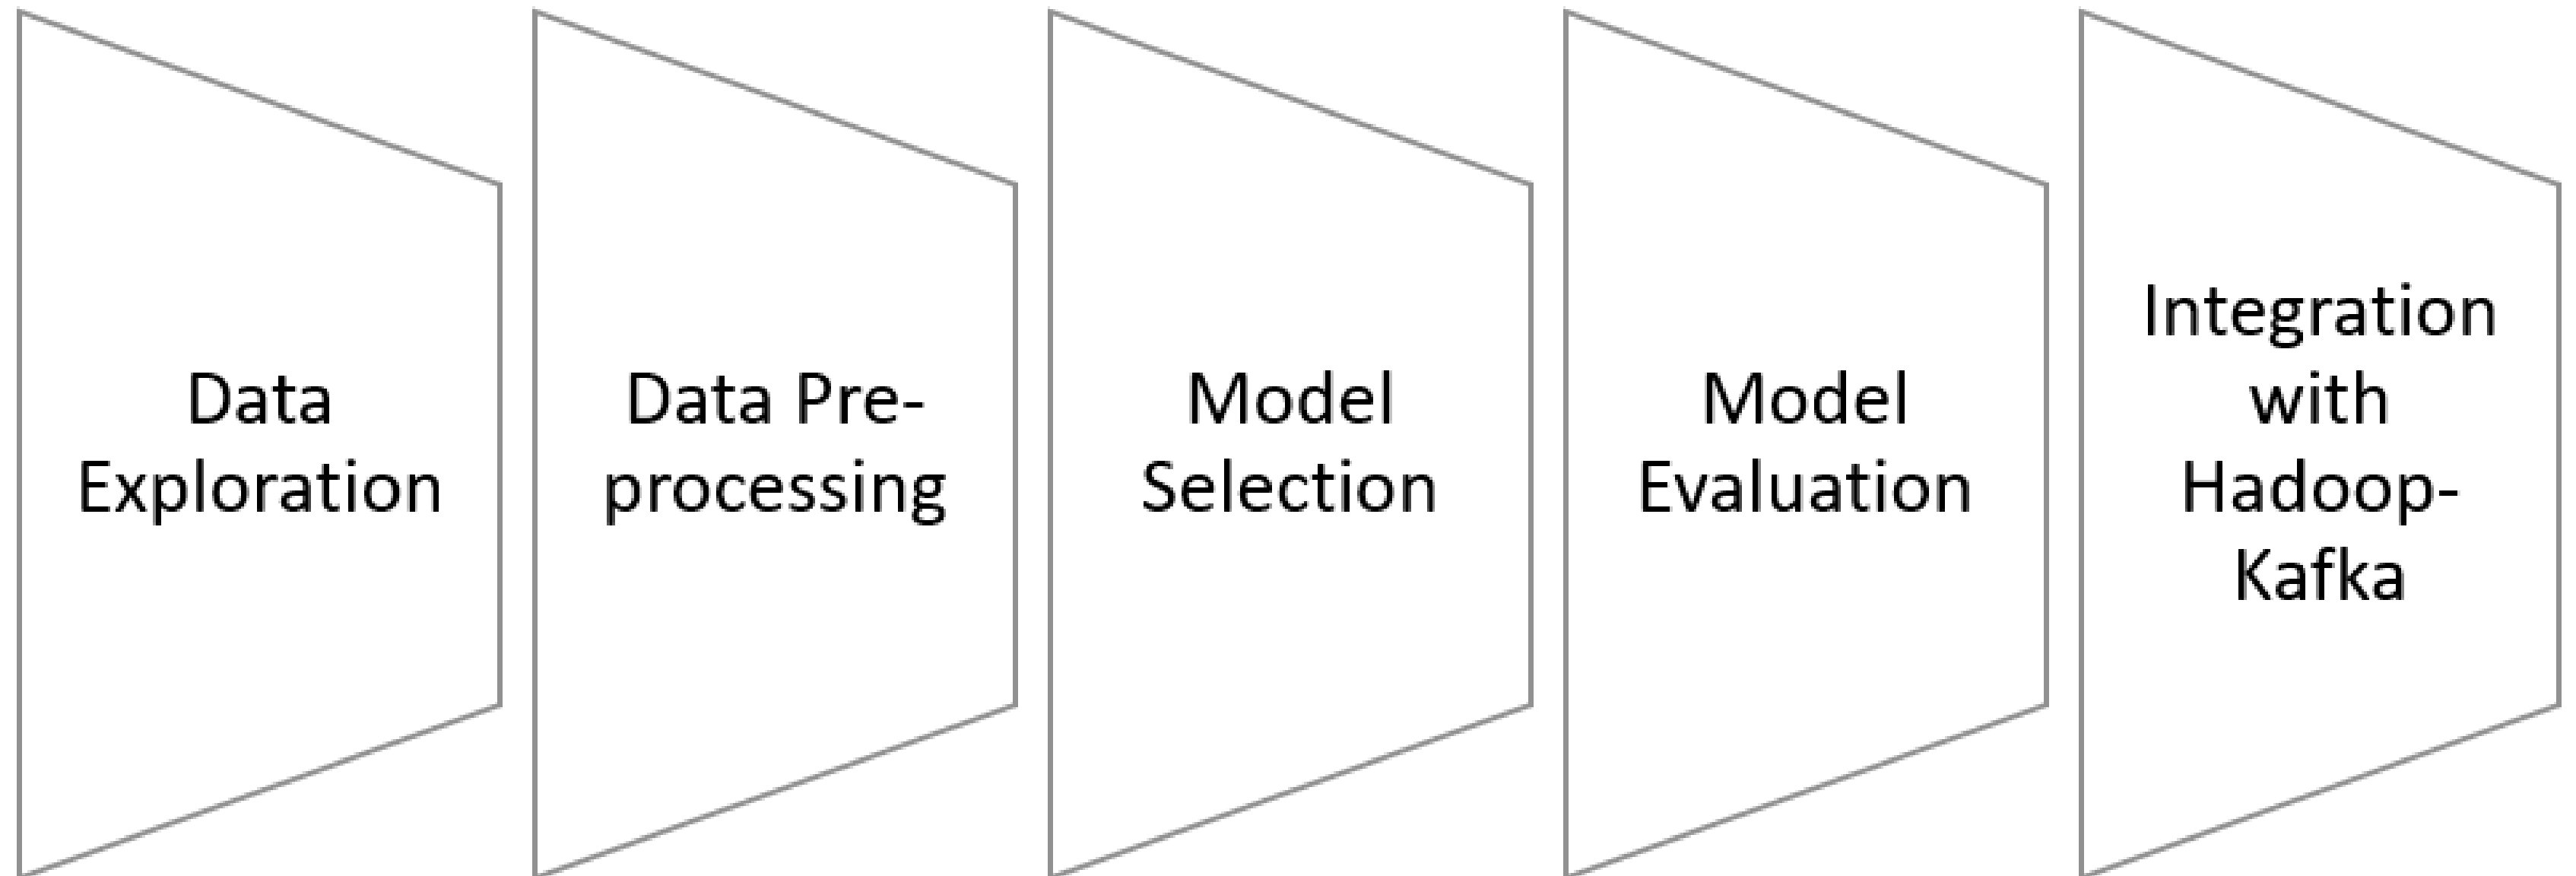 Data
Exploration
Data Pre-
processing
Model
Selection
Model
Evaluation
Integration
with
Hadoop-
Kafka